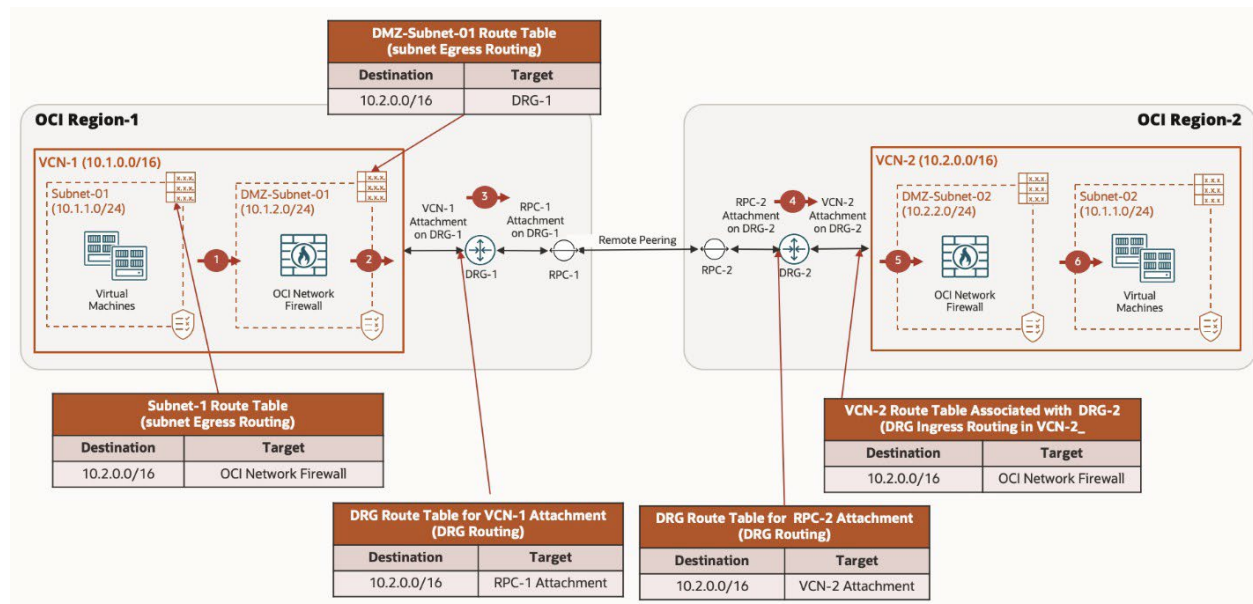 DMZ-Subnet-01 Route Table
(subnet Egress Routing)
Destination
Target
10.2.0.0/16
DRG-1
OCI Region-1
VCN-1 (10.1.0.0/16)
Subnet-01
(10.1.1.0/24)
x.x.x.
x.x.x.
x.x.x.
Virtual
Machines
1
DMZ-Subnet-01
(10.1.2.0/24)
x.x.x.
x.x.x.
x.x.x.
OCI Network
Firewall
2
VCN-1
Attachment
on DRG-1
3
RPC-1
Attachment
on DRG-1
DRG-1
RPC-1
Remote Peering
OCI Region-2
RPC-2
Attachment
on DRG-2
4
VCN-2
Attachment
on DRG-2
RPC-2
DRG-2
VCN-2 (10.2.0.0/16)
DMZ-Subnet-02
(10.2.2.0/24)
x.x.x.
x.x.x.
x.x.x.
5
OCI Network
Firewall
Subnet-02
(10.1.1.0/24)
x.x.x.
x.x.x.
x.x.x.
6
Virtual
Machines
Subnet-1 Route Table
(subnet Egress Routing)
Destination
Target
10.2.0.0/16
OCI Network Firewall
DRG Route Table for VCN-1 Attachment
(DRG Routing)
Destination
Target
10.2.0.0/16
RPC-1 Attachment
DRG Route Table for RPC-2 Attachment
(DRG Routing)
Destination
Target
10.2.0.0/16
VCN-2 Attachment
VCN-2 Route Table Associated with DRG-2
(DRG Ingress Routing in VCN-2_
Destination
Target
10.2.0.0/16
OCI Network Firewall